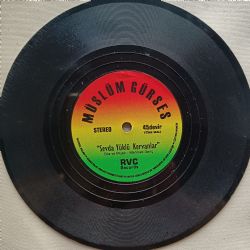 MÜSLÜM GÜRSES
STEREO
45devir
"Sevda Yüklü Kervanlar"
RVC
Records